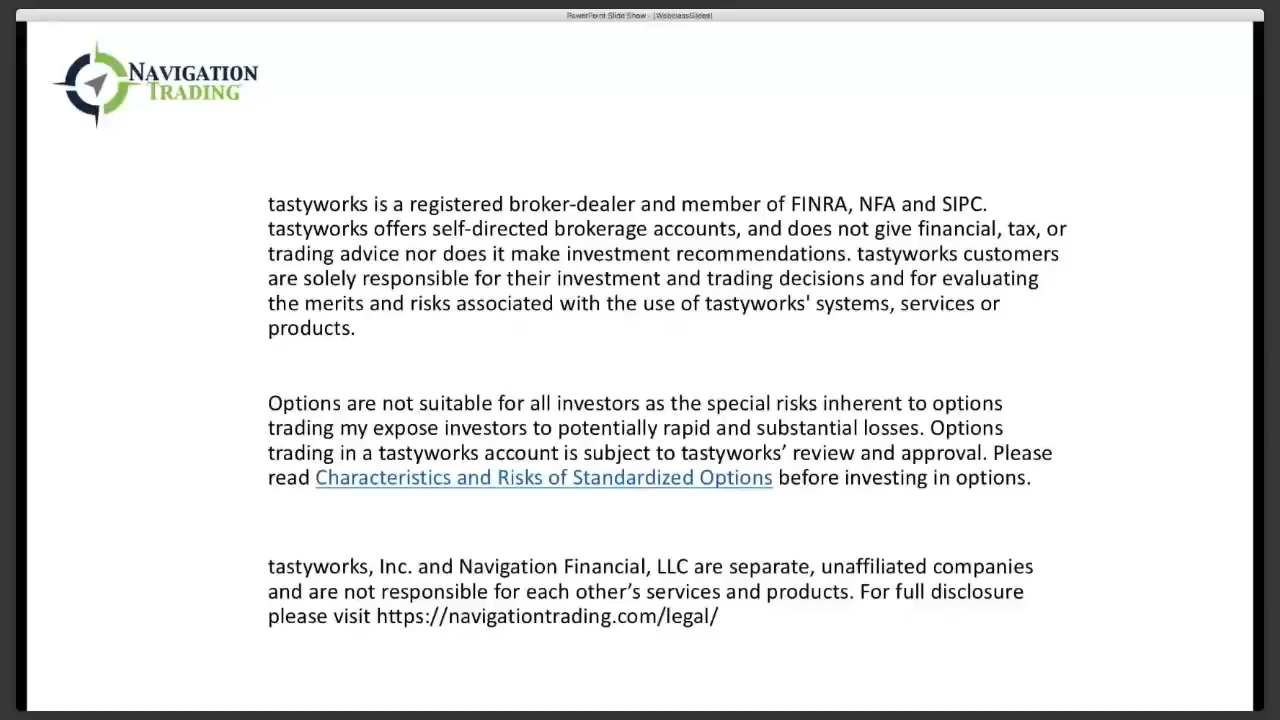 PowerPoint Slide Show - [WebclassSlides]
NAVIGATION
TRADING
tastyworks is a registered broker-dealer and member of FINRA, NFA and SIPC.
tastyworks offers self-directed brokerage accounts, and does not give financial, tax, or
trading advice nor does it make investment recommendations. tastyworks customers
are solely responsible for their investment and trading decisions and for evaluating
the merits and risks associated with the use of tastyworks' systems, services or
products.
Options are not suitable for all investors as the special risks inherent to options
trading my expose investors to potentially rapid and substantial losses. Options
trading in a tastyworks account is subject to tastyworks’ review and approval. Please
read Characteristics and Risks of Standardized Options before investing in options.
tastyworks, Inc. and Navigation Financial, LLC are separate, unaffiliated companies
and are not responsible for each other’s services and products. For full disclosure
please visit https://navigationtrading.com/legal/